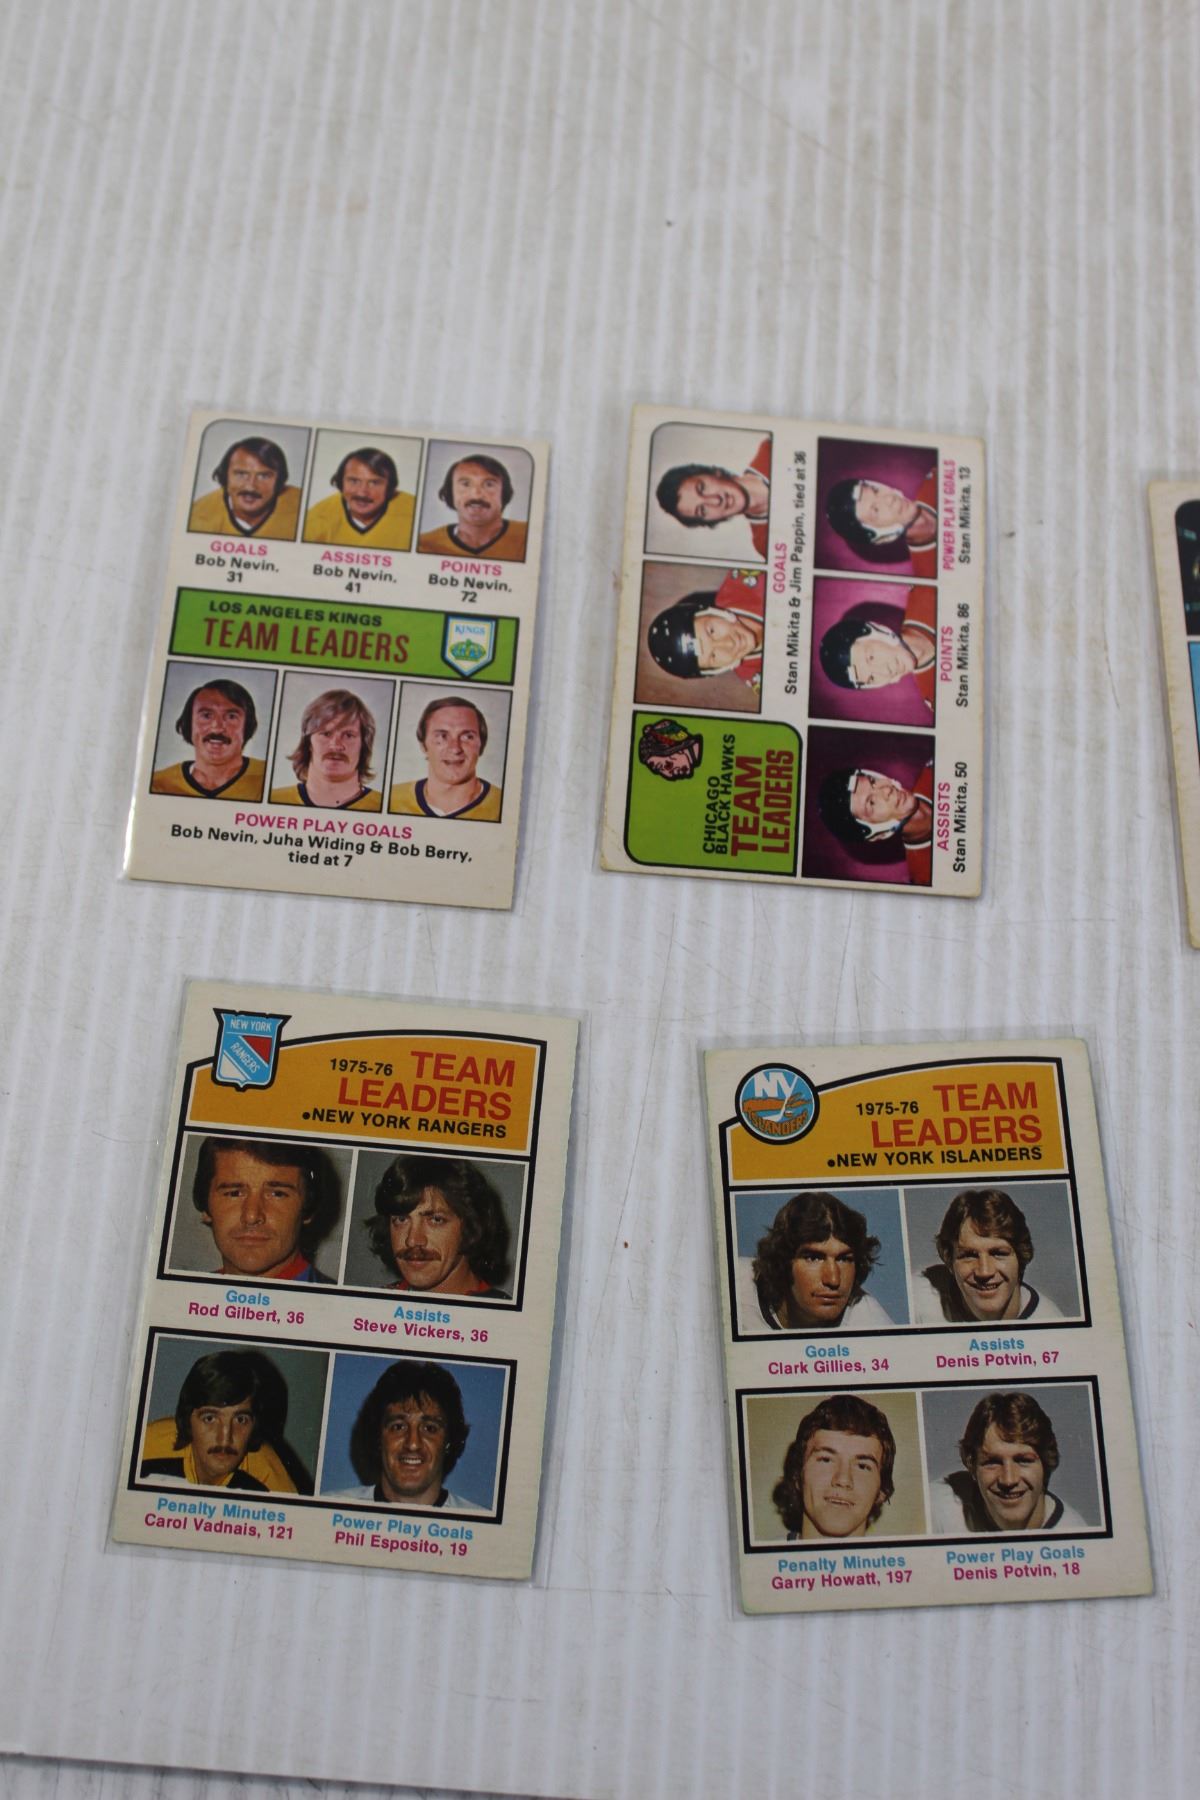 GOALS
Bob Nevin,
31
ASSISTS
Bob Nevin,
41
POINTS
Bob Nevin,
72
LOS ANGELES KINGS
TEAM LEADERS
KINGS
POWER PLAY GOALS
Bob Nevin, Juha Widing & Bob Berry,
tied at 7
CHICAGO
BLACK HAWKS
TEAM
LEADERS
GOALS
Stan Mikita & Jim Pappin, tied at 36
ASSISTS
Stan Mikita, 50
POINTS
Stan Mikita, 86
POWER PLAY GOALS
Stan Mikita, 13
NEW YORK
RANGERS
1975-76 TEAM
LEADERS
•NEW YORK RANGERS
Goals
Rod Gilbert, 36
Assists
Steve Vickers, 36
Penalty Minutes
Carol Vadnais, 121
Power Play Goals
Phil Esposito, 19
NY
ISLANDERS
1975-76 TEAM
LEADERS
•NEW YORK ISLANDERS
Goals
Clark Gillies, 34
Assists
Denis Potvin, 67
Penalty Minutes
Garry Howatt, 197
Power Play Goals
Denis Potvin, 18